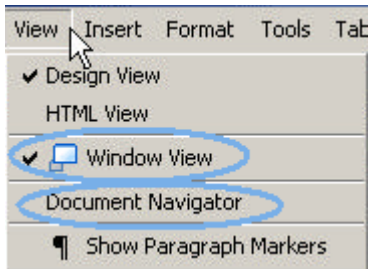 View Insert Format Tools Tab
✔ Design View
HTML View
✔ Window View
Document Navigator
¶ Show Paragraph Markers